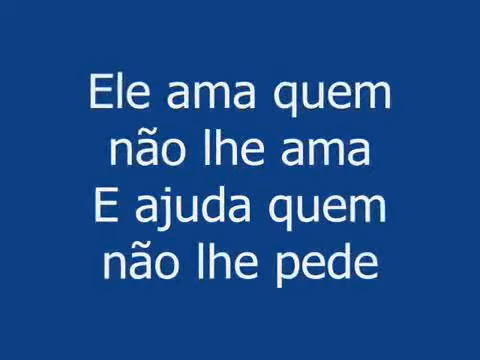 Ele ama quem
não lhe ama
E ajuda quem
não lhe pede